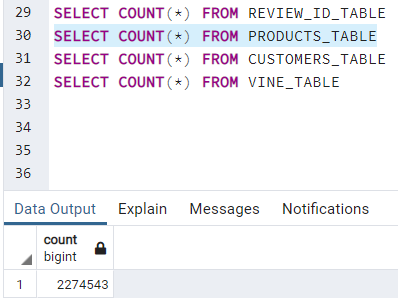 29 SELECT COUNT(*) FROM REVIEW_ID_TABLE
30 SELECT COUNT(*) FROM PRODUCTS_TABLE
31 SELECT COUNT(*) FROM CUSTOMERS_TABLE
32 SELECT COUNT(*) FROM VINE_TABLE
33
34
35
36
Data Output Explain Messages Notifications
count
bigint
1 2274543